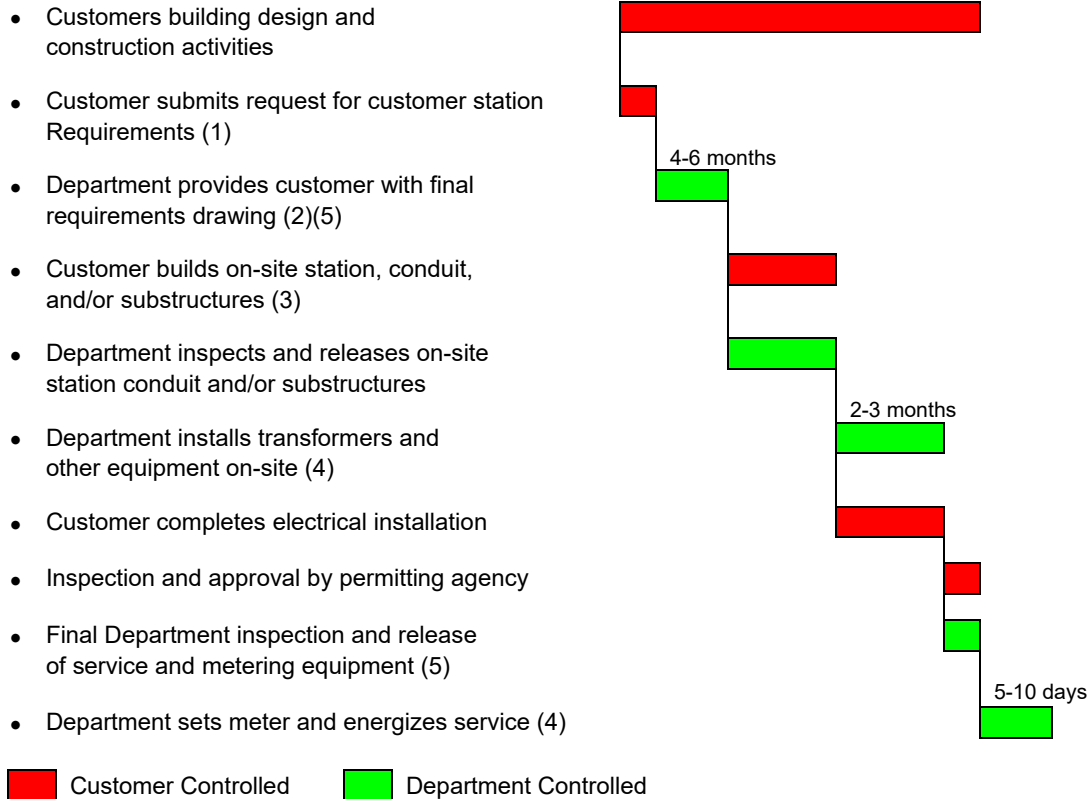 • Customers building design and
construction activities
• Customer submits request for customer station
Requirements (1)
4-6 months
• Department provides customer with final
requirements drawing (2)(5)
• Customer builds on-site station, conduit,
and/or substructures (3)
• Department inspects and releases on-site
station conduit and/or substructures
2-3 months
• Department installs transformers and
other equipment on-site (4)
• Customer completes electrical installation
• Inspection and approval by permitting agency
• Final Department inspection and release
of service and metering equipment (5)
5-10 days
• Department sets meter and energizes service (4)
Customer Controlled
Department Controlled